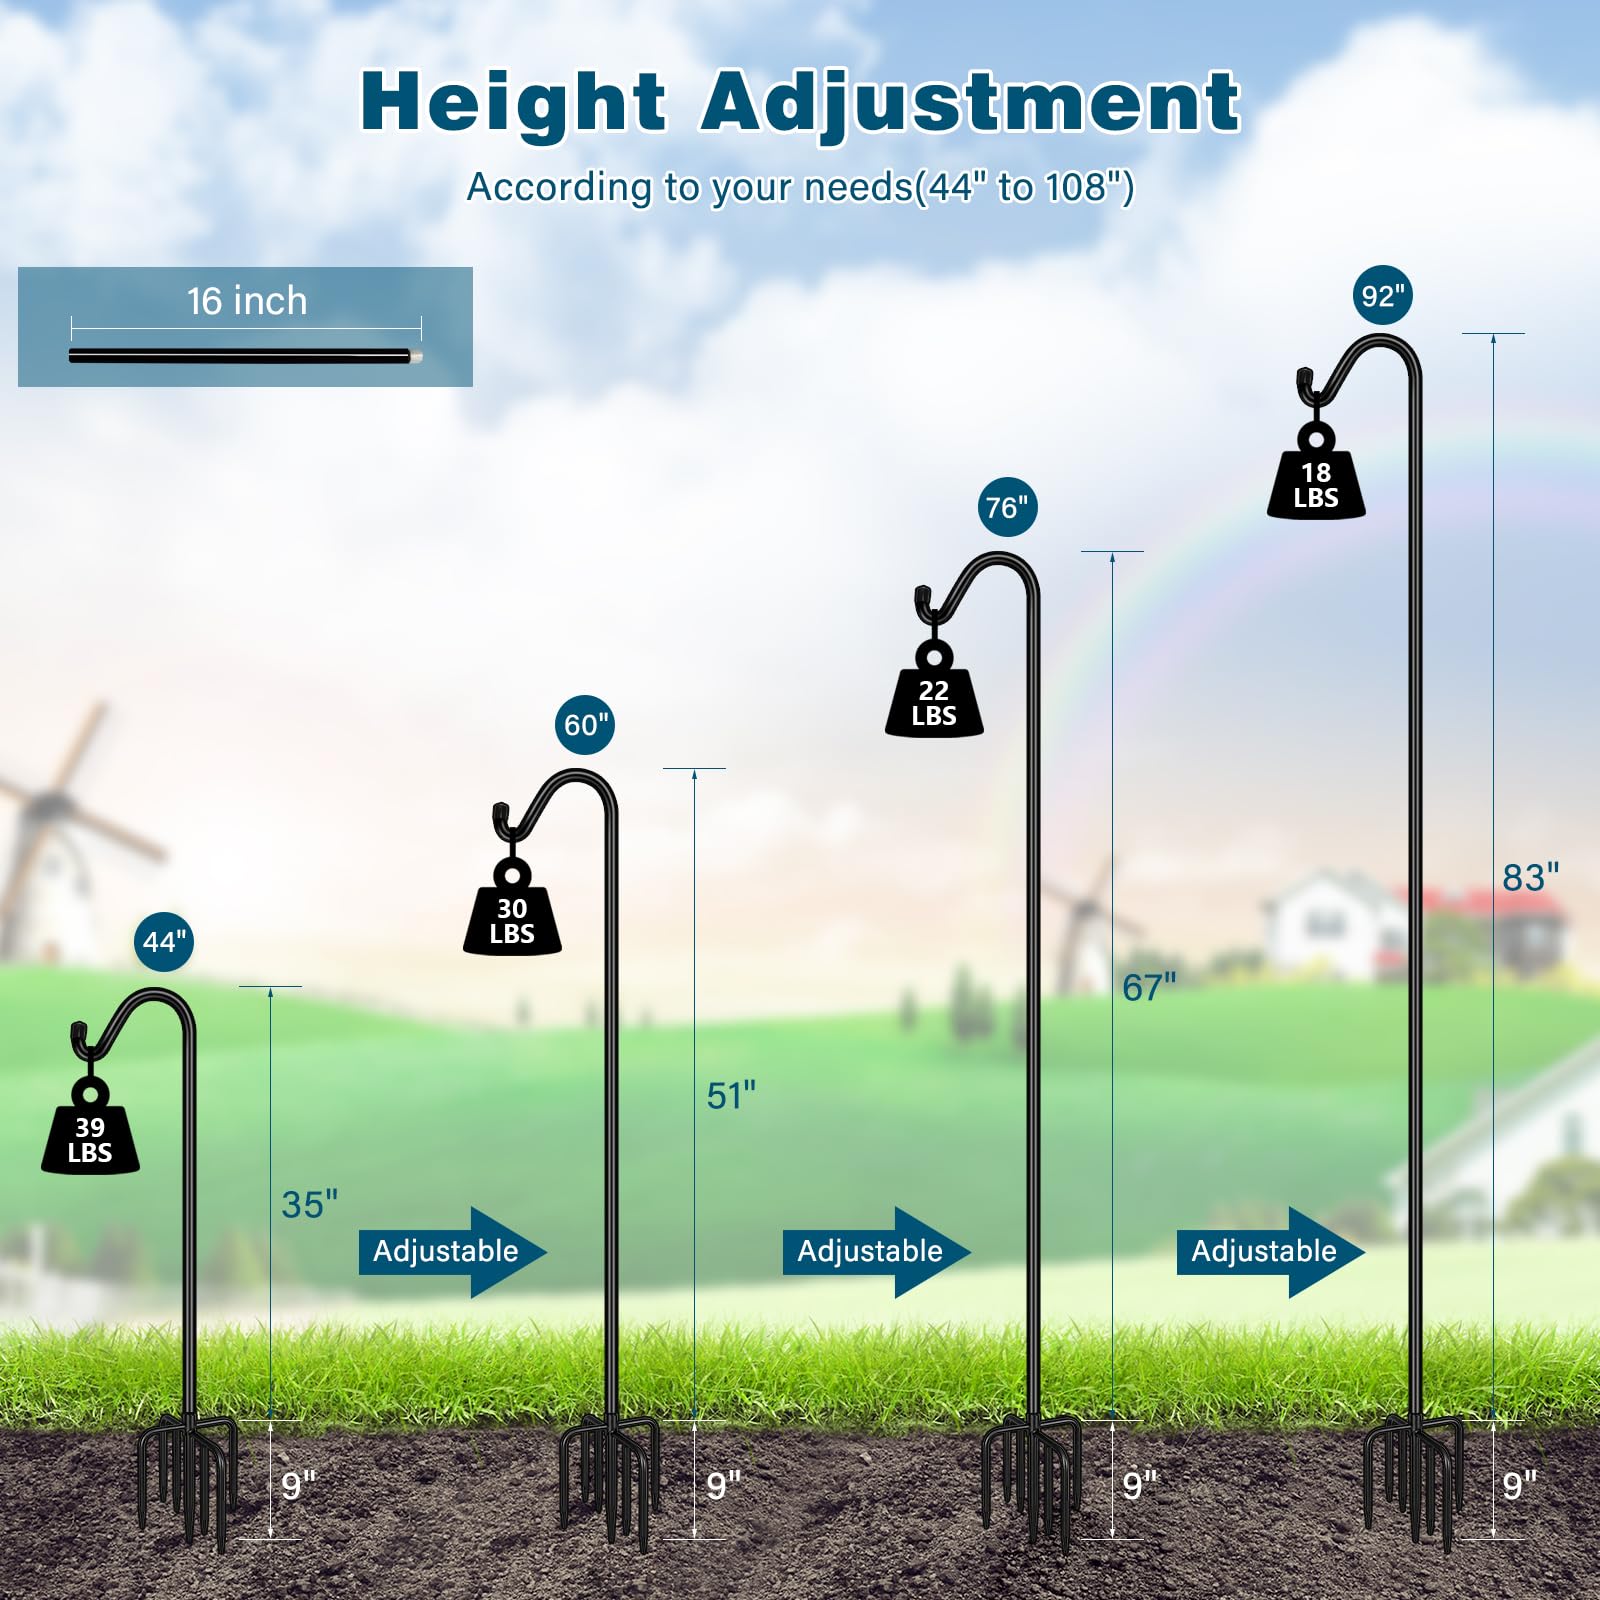 Height Adjustment
According to your needs(44" to 108")
16 inch
92"
18
LBS
76"
22
LBS
60"
30
LBS
44"
39
LBS
83"
67"
51"
35"
Adjustable
Adjustable
Adjustable
9"
9"
9"
9"